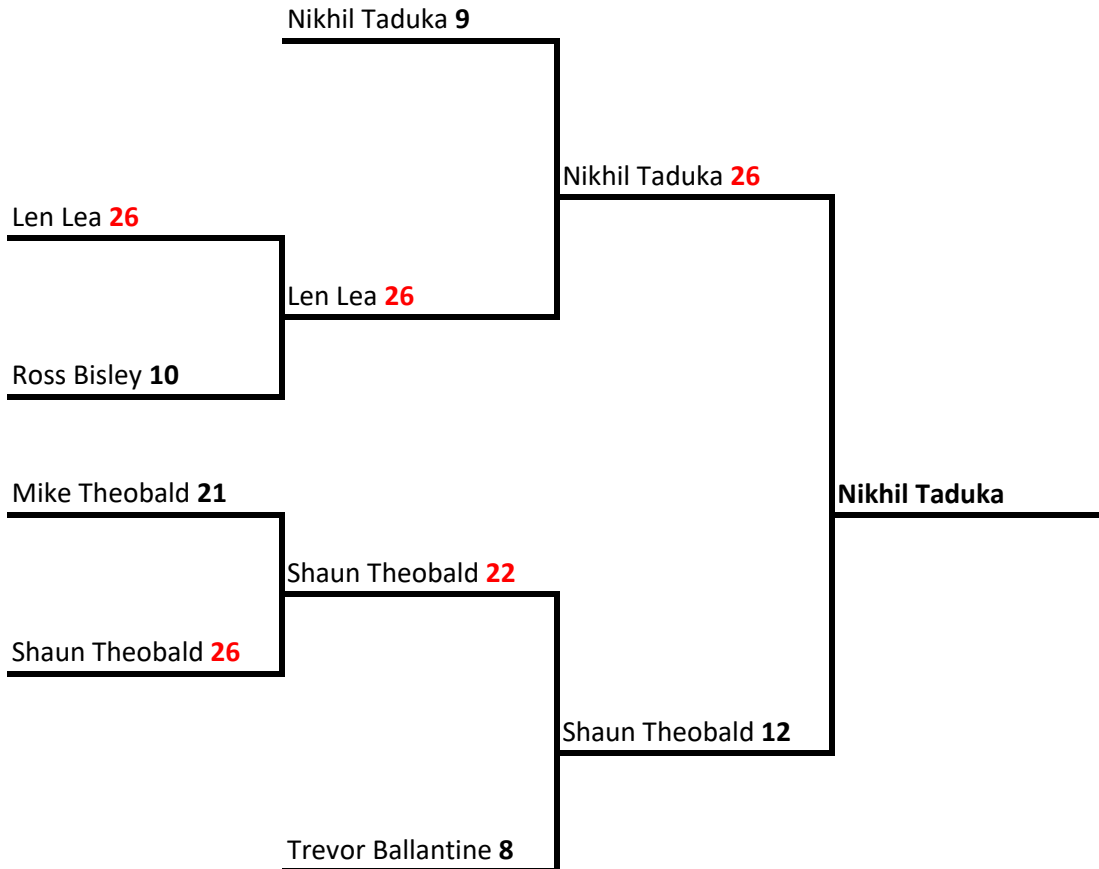 Nikhil Taduka 9
Nikhil Taduka 26
Len Lea 26
Len Lea 26
Ross Bisley 10
Mike Theobald 21
Nikhil Taduka
Shaun Theobald 22
Shaun Theobald 26
Shaun Theobald 12
Trevor Ballantine 8